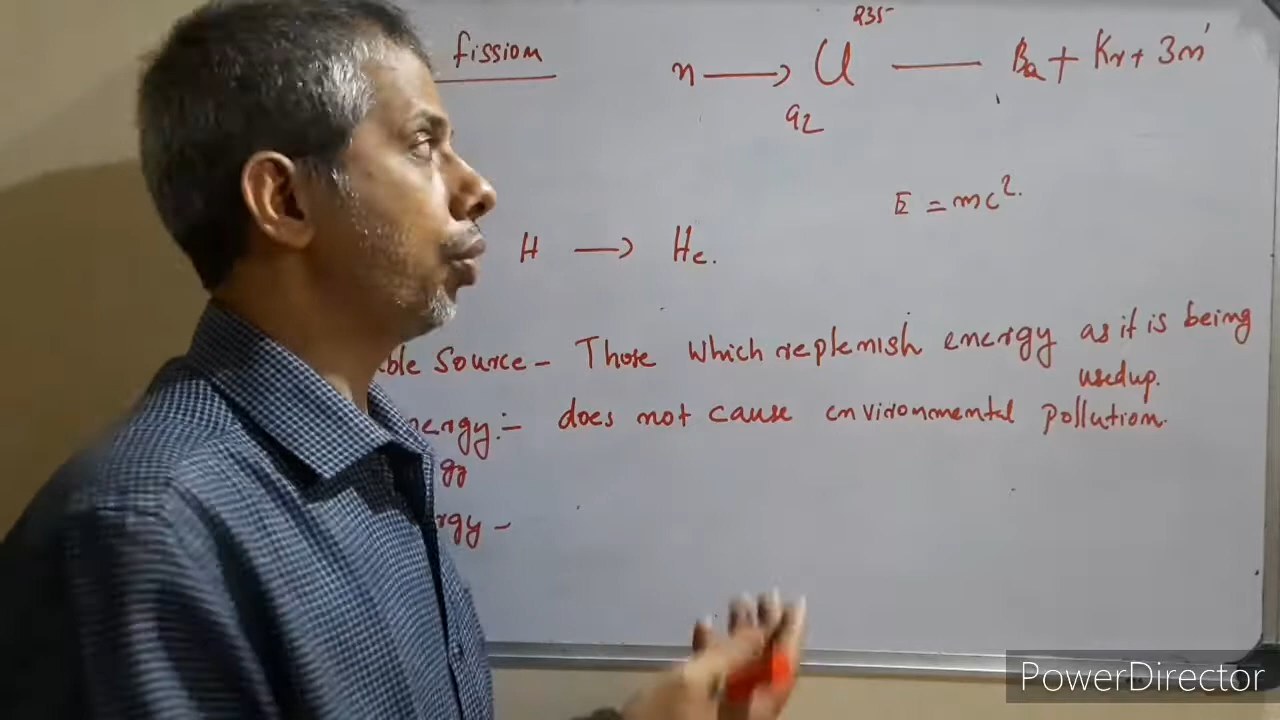 fission
235
n → U — Ba + Kr + 3n'
92
E = mc².
H → He.
ble Source - Those which replenish energy as it is being
usedup.
nergy:- does not cause environmental pollution.
gy
rgy -
PowerDirector